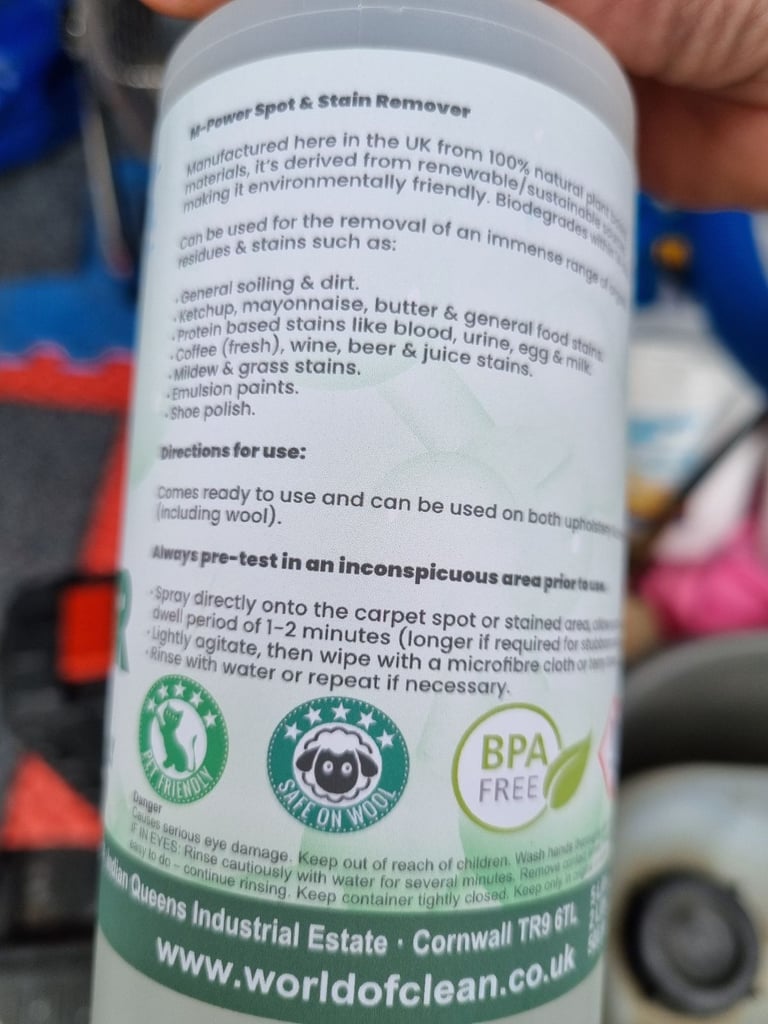 M-Power Spot & Stain Remover
Manufactured here in the UK from 100% natural plant
materials, it's derived from renewable/sustainable
making it environmentally friendly. Biodegrades within
Can be used for the removal of an immense range of
residues & stains such as:
·General soiling & dirt.
·Ketchup, mayonnaise, butter & general food stains
·Protein based stains like blood, urine, egg & milk.
·Coffee (fresh), wine, beer & juice stains.
·Mildew & grass stains.
·Emulsion paints.
·Shoe polish.
Directions for use:
Comes ready to use and can be used on both upholstery
(including wool).
Always pre-test in an inconspicuous area prior to use.
·Spray directly onto the carpet spot or stained area,
dwell period of 1-2 minutes (longer if required for stubborn
·Lightly agitate, then wipe with a microfibre cloth or terry
·Rinse with water or repeat if necessary.
R
PET FRIENDLY
SAFE ON WOOL
BPA
FREE
Danger
Causes serious eye damage. Keep out of reach of children. Wash hands
IF IN EYES: Rinse cautiously with water for several minutes. Remove contact
easy to do – continue rinsing. Keep container tightly closed. Keep only in
Indian Queens Industrial Estate · Cornwall TR9 6TL
www.worldofclean.co.uk